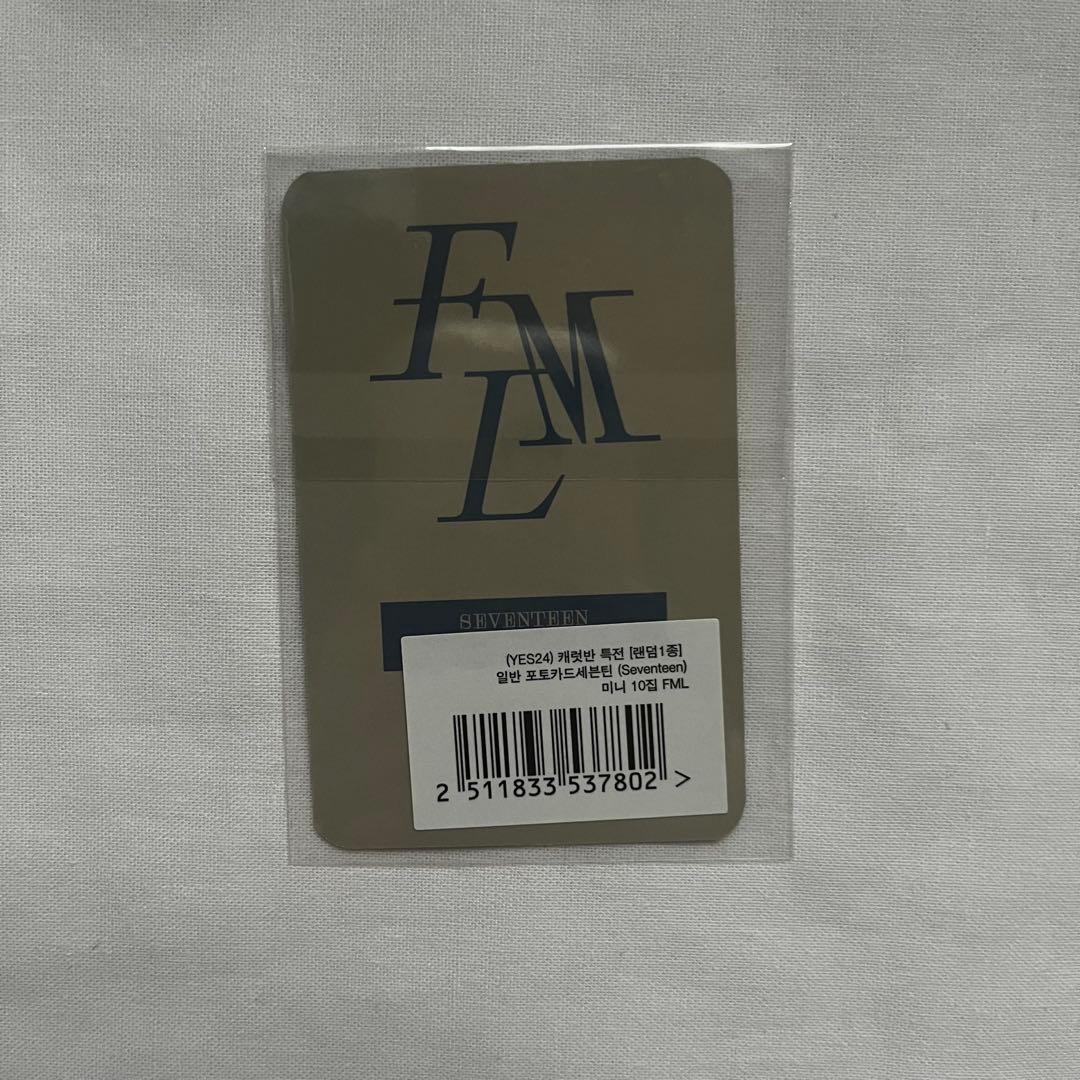 FML
SEVENTEEN
(YES24) 캐럿반 특전 [랜덤1종]
일반 포토카드세븐틴 (Seventeen)
미니 10집 FML
2 511833 537802 >